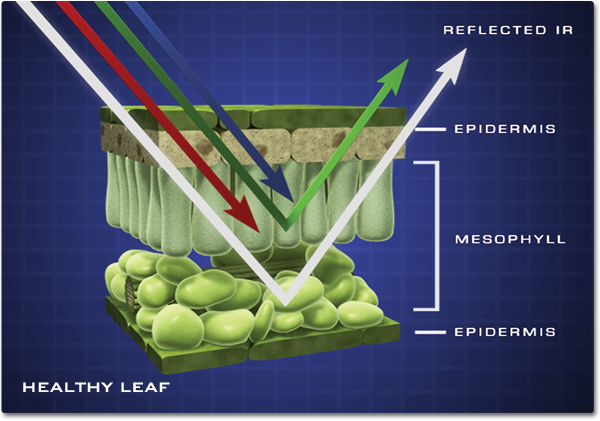 REFLECTED IR
EPIDERMIS
MESOPHYLL
EPIDERMIS
HEALTHY LEAF